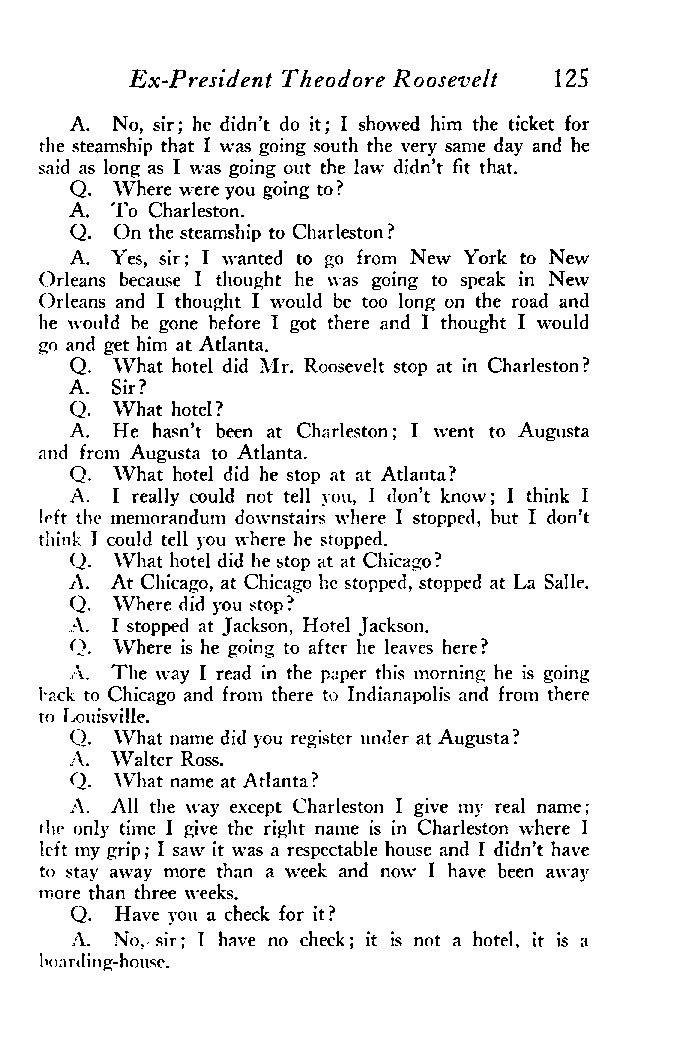 Ex-President Theodore Roosevelt 125
A. No, sir; he didn't do it; I showed him the ticket for
the steamship that I was going south the very same day and he
said as long as I was going out the law didn't fit that.
Q. Where were you going to?
A. To Charleston.
Q. On the steamship to Charleston?
A. Yes, sir; I wanted to go from New York to New
Orleans because I thought he was going to speak in New
Orleans and I thought I would be too long on the road and
he would be gone before I got there and I thought I would
go and get him at Atlanta.
Q. What hotel did Mr. Roosevelt stop at in Charleston?
A. Sir?
Q. What hotel?
A. He hasn't been at Charleston; I went to Augusta
and from Augusta to Atlanta.
Q. What hotel did he stop at at Atlanta?
A. I really could not tell you, I don't know; I think I
left the memorandum downstairs where I stopped, but I don't
think I could tell you where he stopped.
Q. What hotel did he stop at at Chicago?
A. At Chicago, at Chicago he stopped, stopped at La Salle.
Q. Where did you stop?
A. I stopped at Jackson, Hotel Jackson.
Q. Where is he going to after he leaves here?
A. The way I read in the paper this morning he is going
back to Chicago and from there to Indianapolis and from there
to Louisville.
Q. What name did you register under at Augusta?
A. Walter Ross.
Q. What name at Atlanta?
A. All the way except Charleston I give my real name;
the only time I give the right name is in Charleston where I
left my grip; I saw it was a respectable house and I didn't have
to stay away more than a week and now I have been away
more than three weeks.
Q. Have you a check for it?
A. No, sir; I have no check; it is not a hotel, it is a
boarding-house.